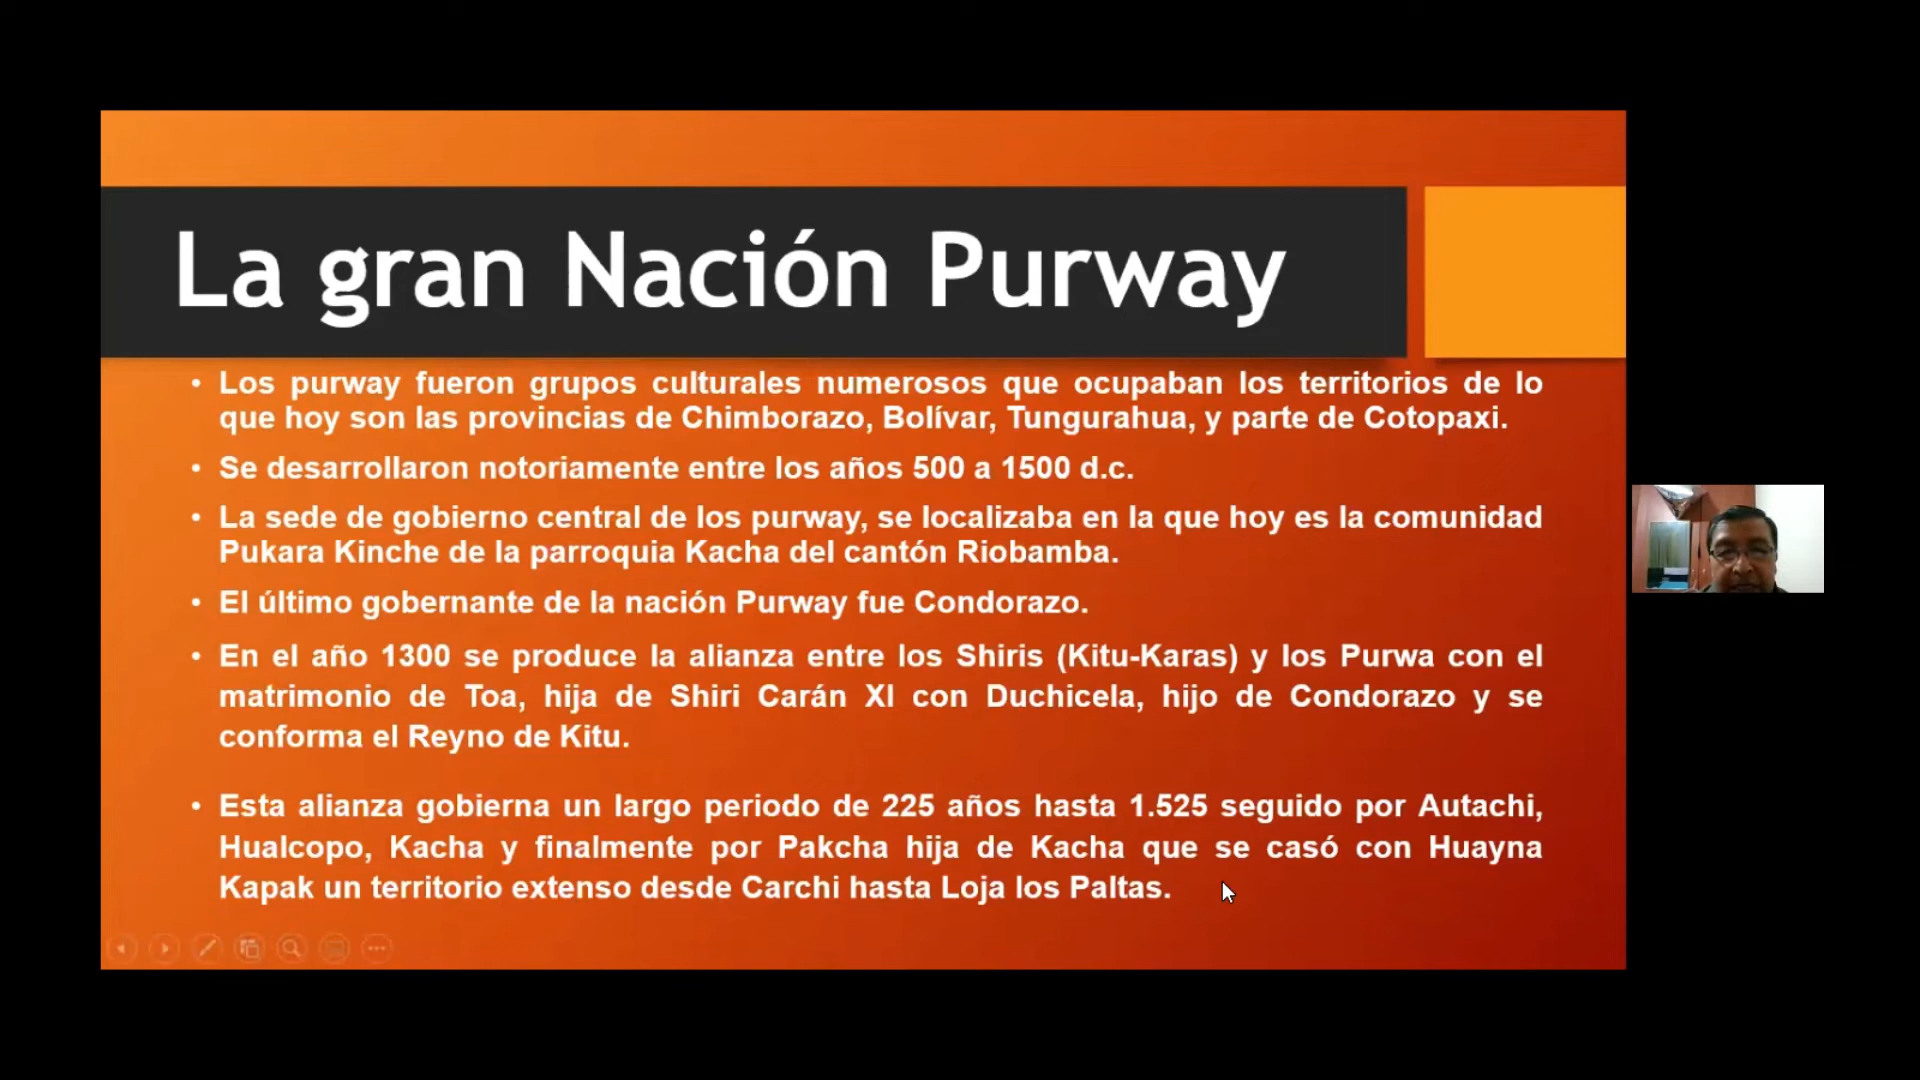 La gran Nación Purway
• Los purway fueron grupos culturales numerosos que ocupaban los territorios de lo
que hoy son las provincias de Chimborazo, Bolívar, Tungurahua, y parte de Cotopaxi.
• Se desarrollaron notoriamente entre los años 500 a 1500 d.c.
• La sede de gobierno central de los purway, se localizaba en la que hoy es la comunidad
Pukara Kinche de la parroquia Kacha del cantón Riobamba.
• El último gobernante de la nación Purway fue Condorazo.
• En el año 1300 se produce la alianza entre los Shiris (Kitu-Karas) y los Purwa con el
matrimonio de Toa, hija de Shiri Carán XI con Duchicela, hijo de Condorazo y se
conforma el Reyno de Kitu.
• Esta alianza gobierna un largo periodo de 225 años hasta 1.525 seguido por Autachi,
Hualcopo, Kacha y finalmente por Pakcha hija de Kacha que se casó con Huayna
Kapak un territorio extenso desde Carchi hasta Loja los Paltas.